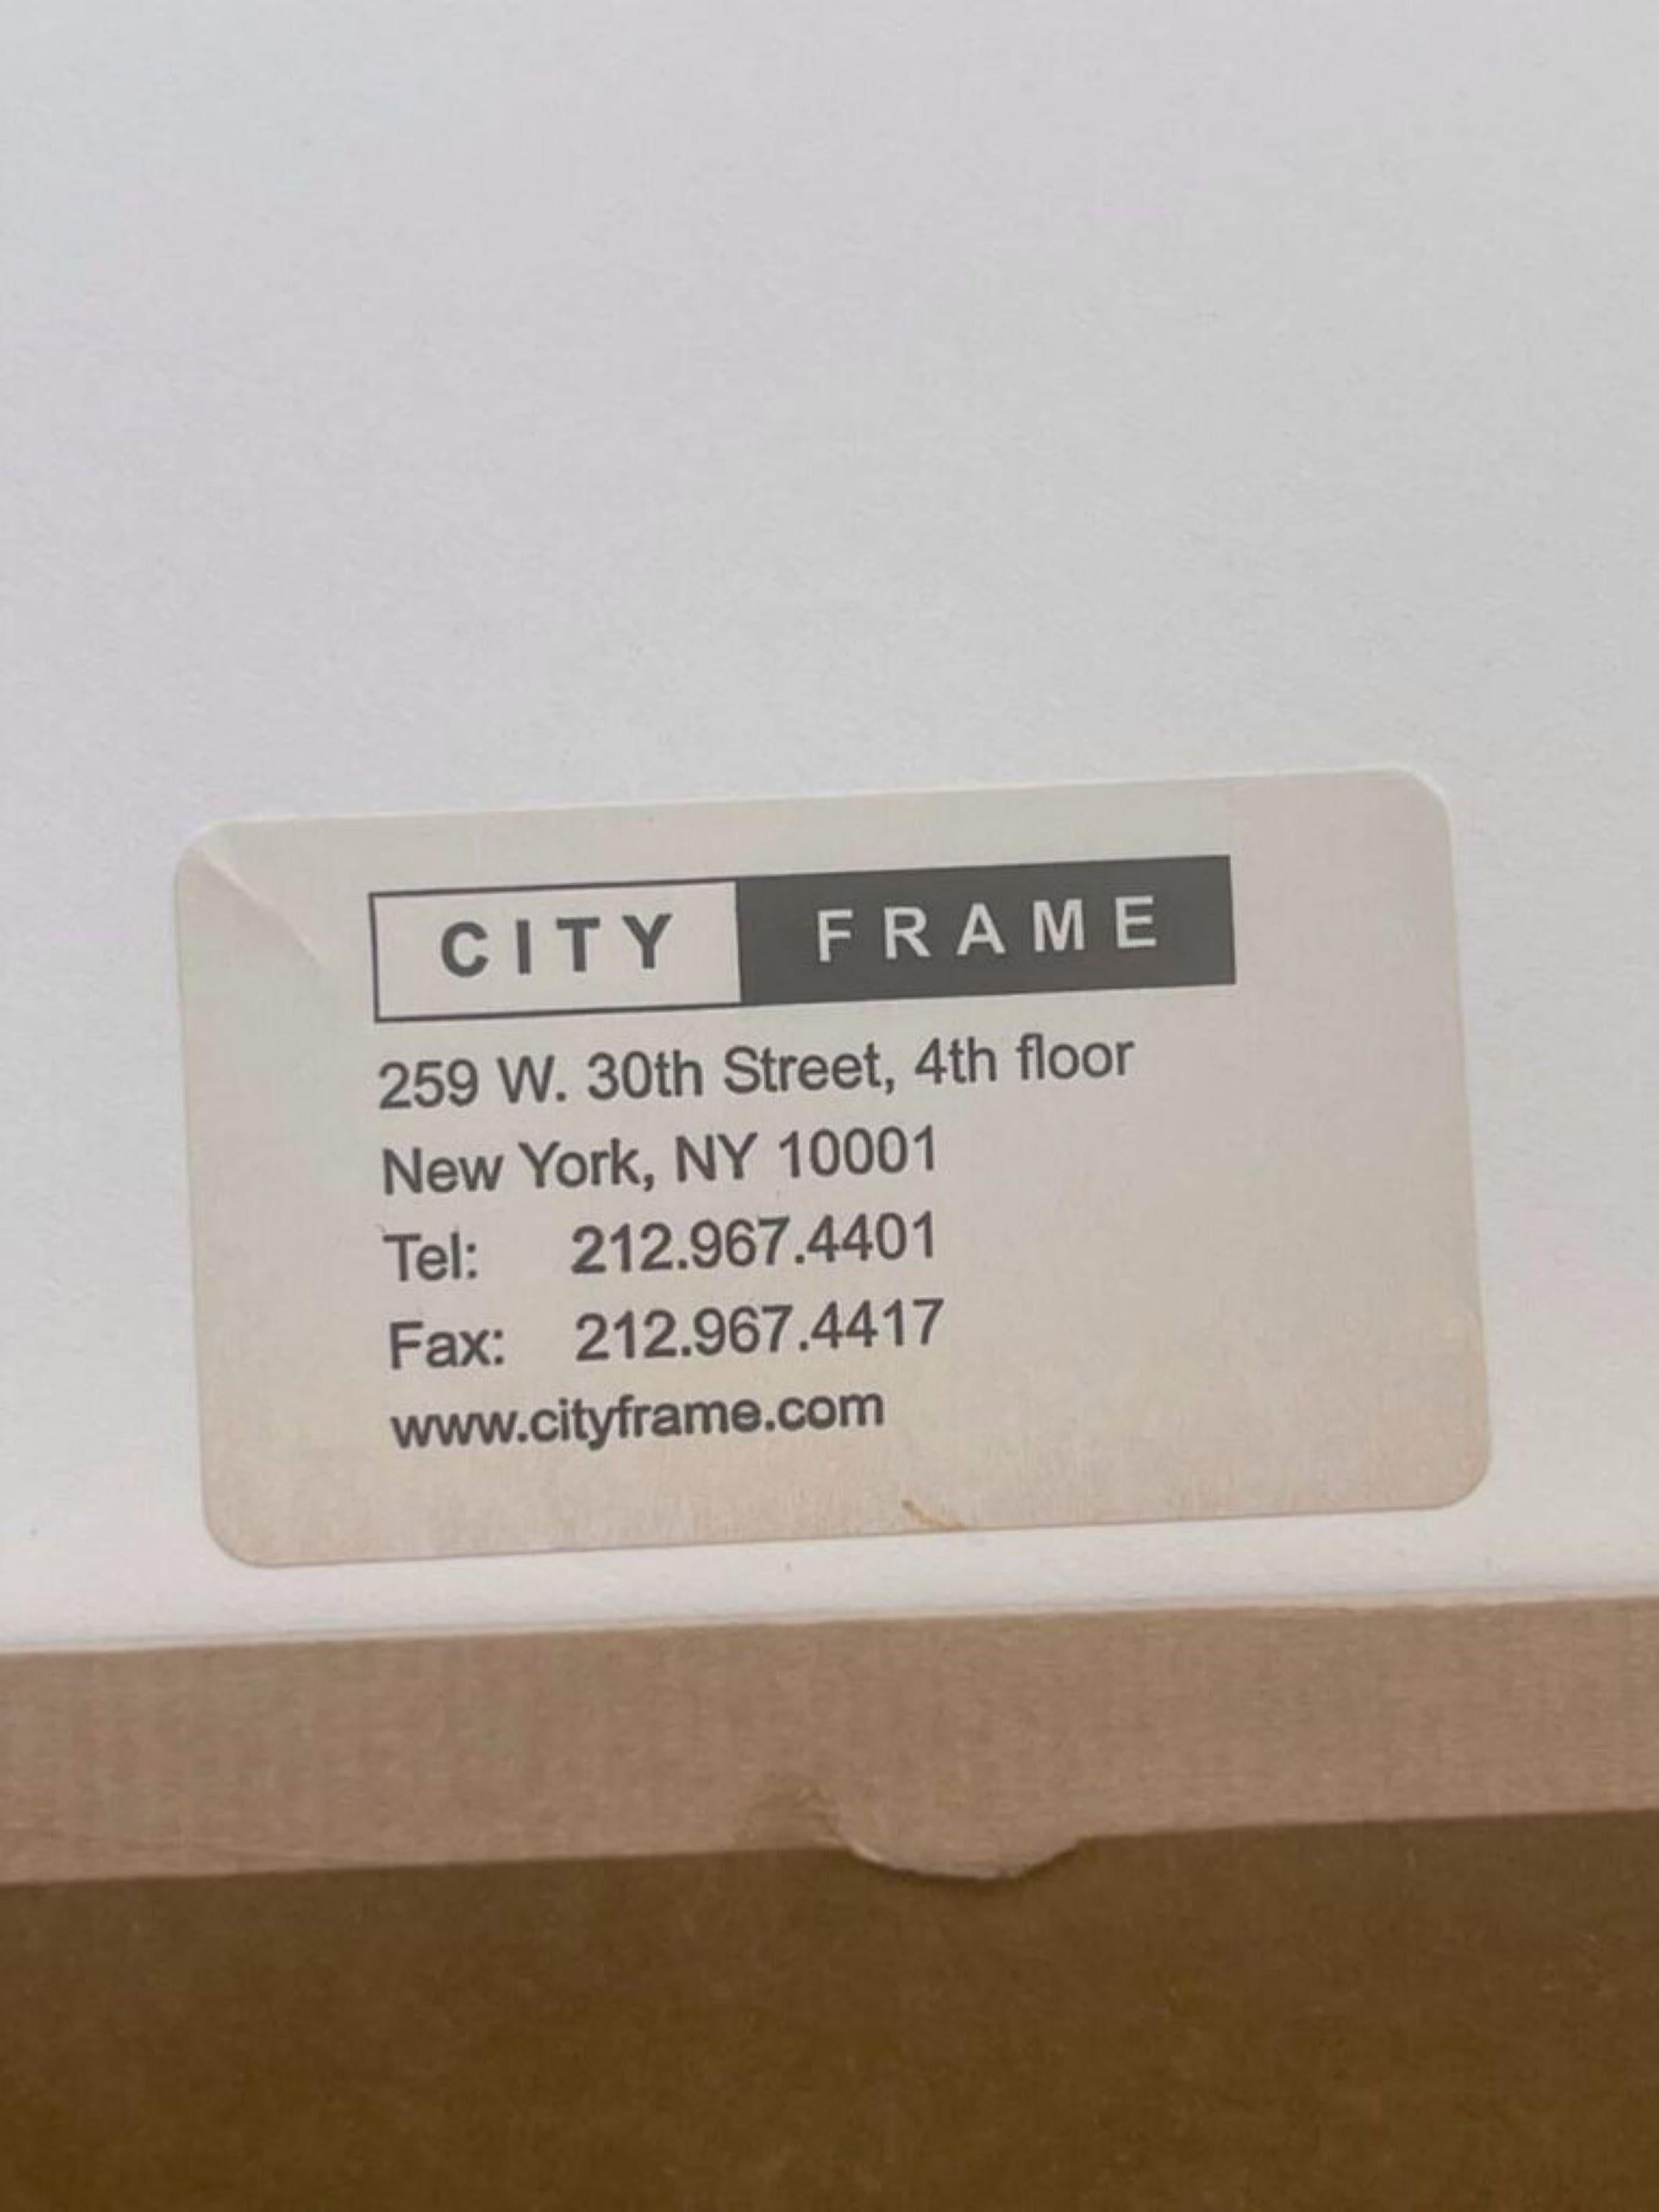 CITY FRAME
259 W. 30th Street, 4th floor
New York, NY 10001
Tel: 212.967.4401
Fax: 212.967.4417
www.cityframe.com